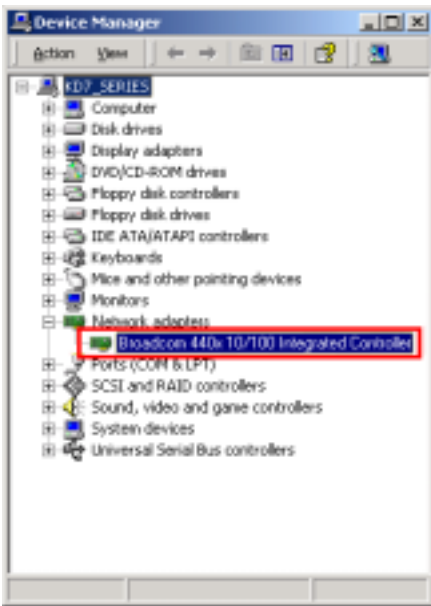 Device Manager
Action View
KD7_SERIES
Computer
Disk drives
Display adapters
DVD/CD-ROM drives
Floppy disk controllers
Floppy disk drives
IDE ATA/ATAPI controllers
Keyboards
Mice and other pointing devices
Monitors
Network adapters
Broadcom 440x 10/100 Integrated Controller
Ports (COM & LPT)
SCSI and RAID controllers
Sound, video and game controllers
System devices
Universal Serial Bus controllers